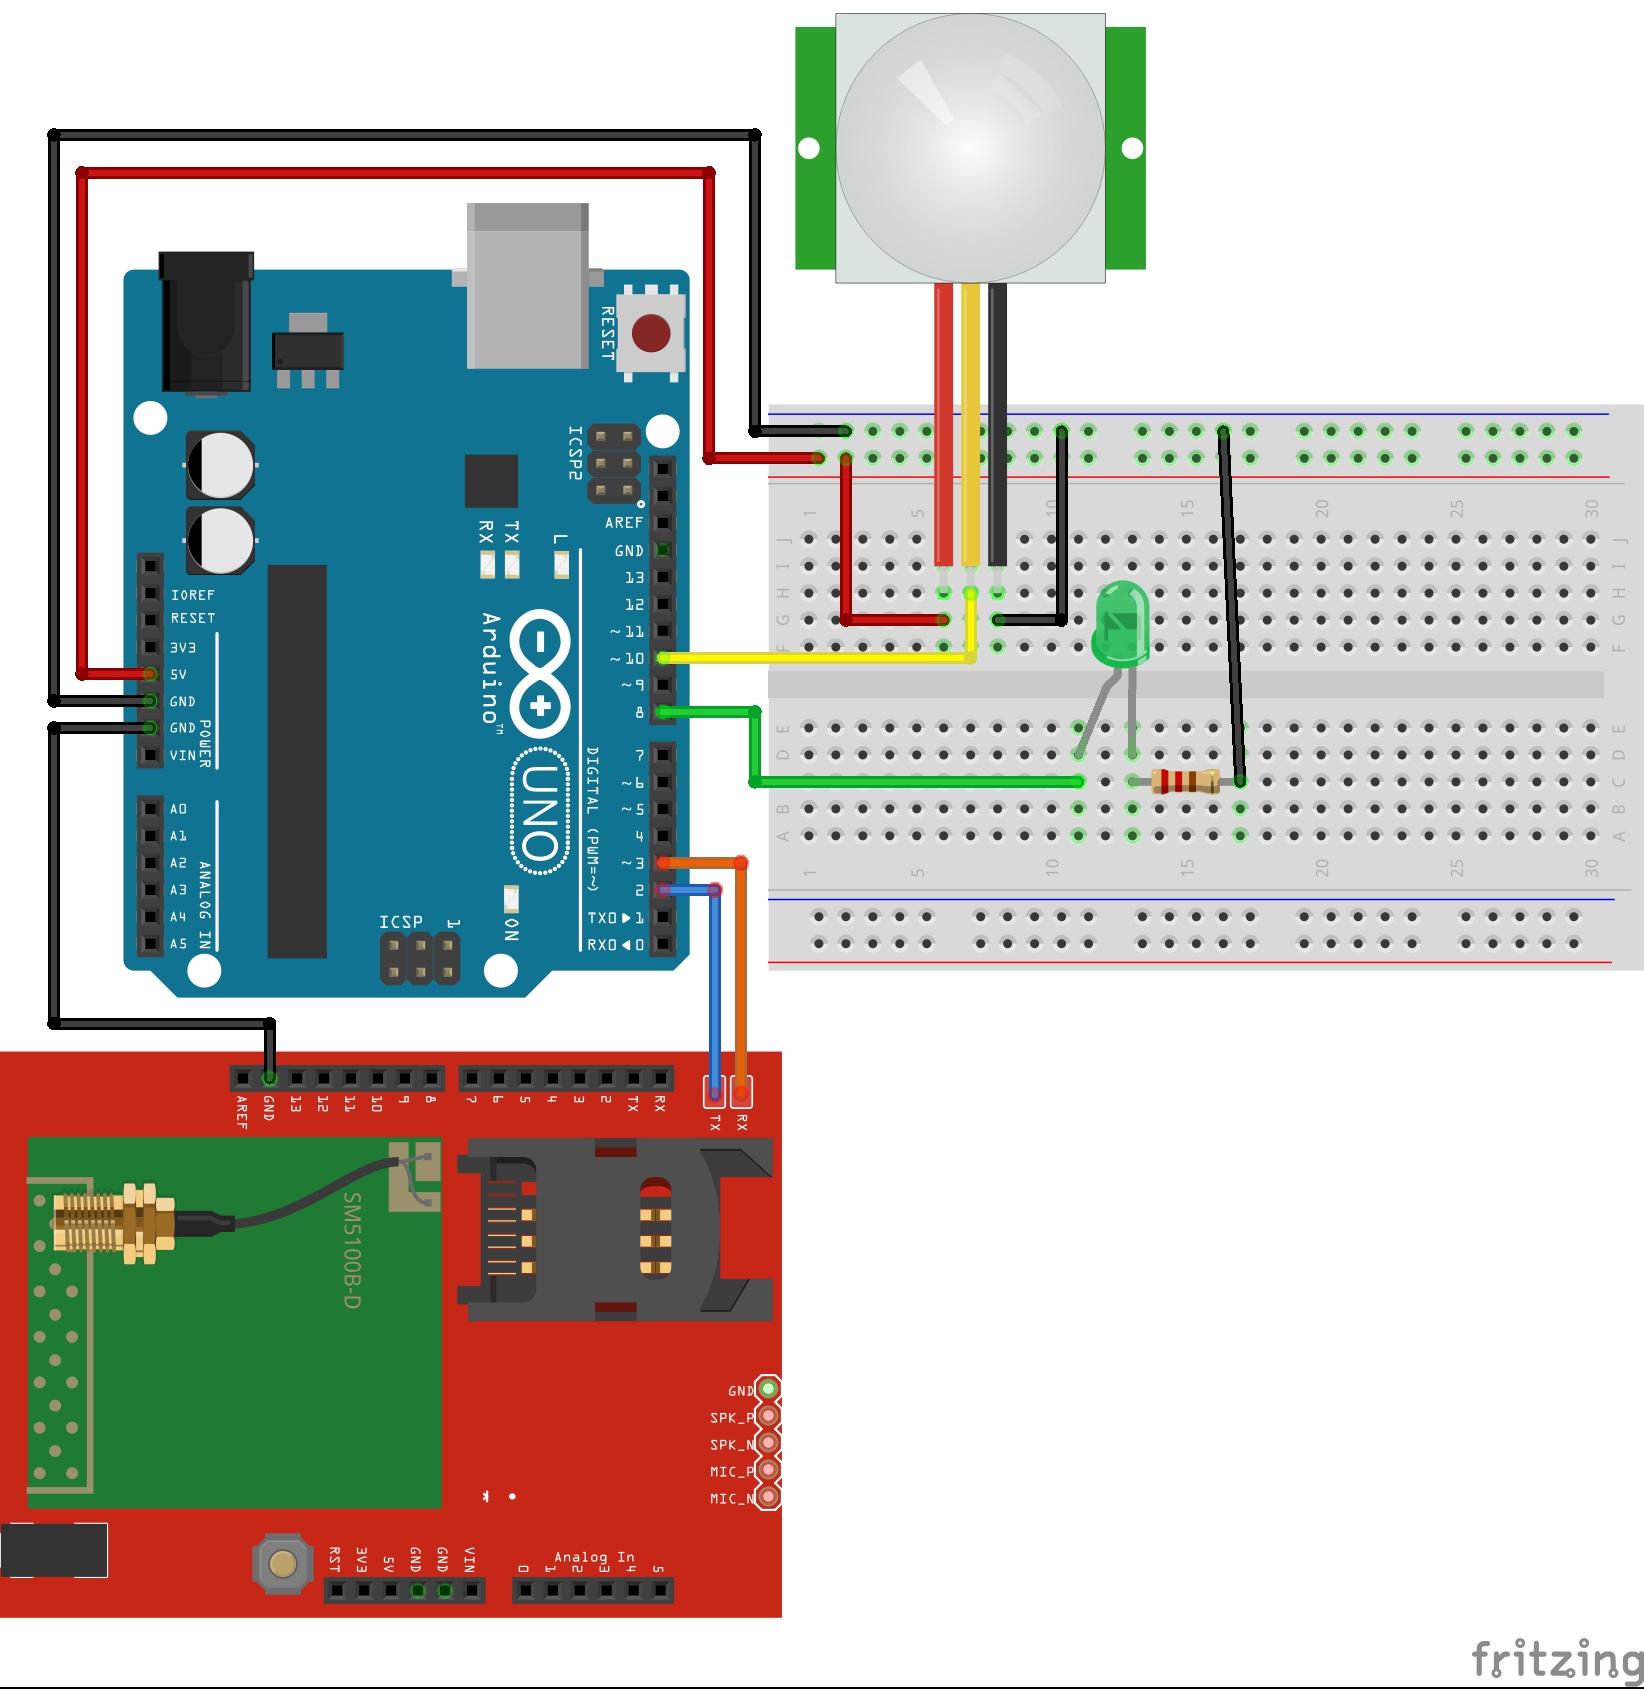 RESET
ICSP2
AREF
GND
13
12
~11
~10
~9
8
RX
TX
L
IOREF
RESET
3V3
5V
GND
GND
VIN
POWER
Arduino™
UNO
DIGITAL (PWM=~)
7
~6
~5
4
~3
2
TX0▶1
RX0◀0
A0
A1
A2
A3
A4
A5
ANALOG IN
ICSP
1
ON
1
5
10
15
20
25
30
J
I
H
G
F
E
D
C
B
A
J
I
H
G
F
E
D
C
B
A
1
5
10
15
20
25
30
AREF
GND
13
12
11
10
9
8
7
6
5
4
3
2
TX
RX
TX
RX
SM5100B-D
GND
SPK_P
SPK_N
MIC_P
MIC_N
RST
3V3
5V
GND
GND
VIN
Analog In
0
1
2
3
4
5
fritzing